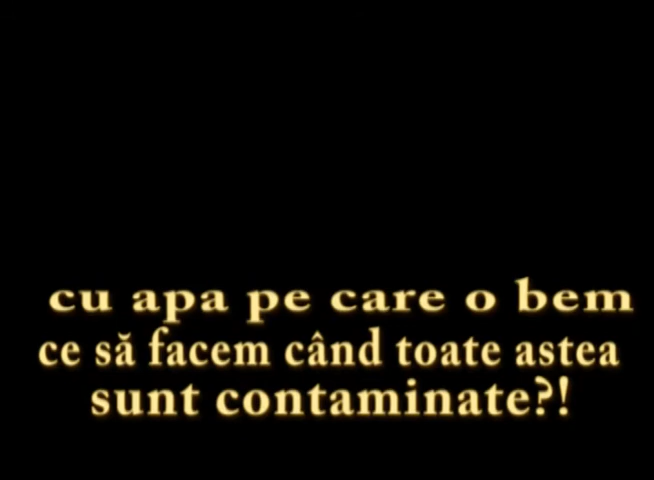 cu apa pe care o bem
ce să facem când toate astea
sunt contaminate?!